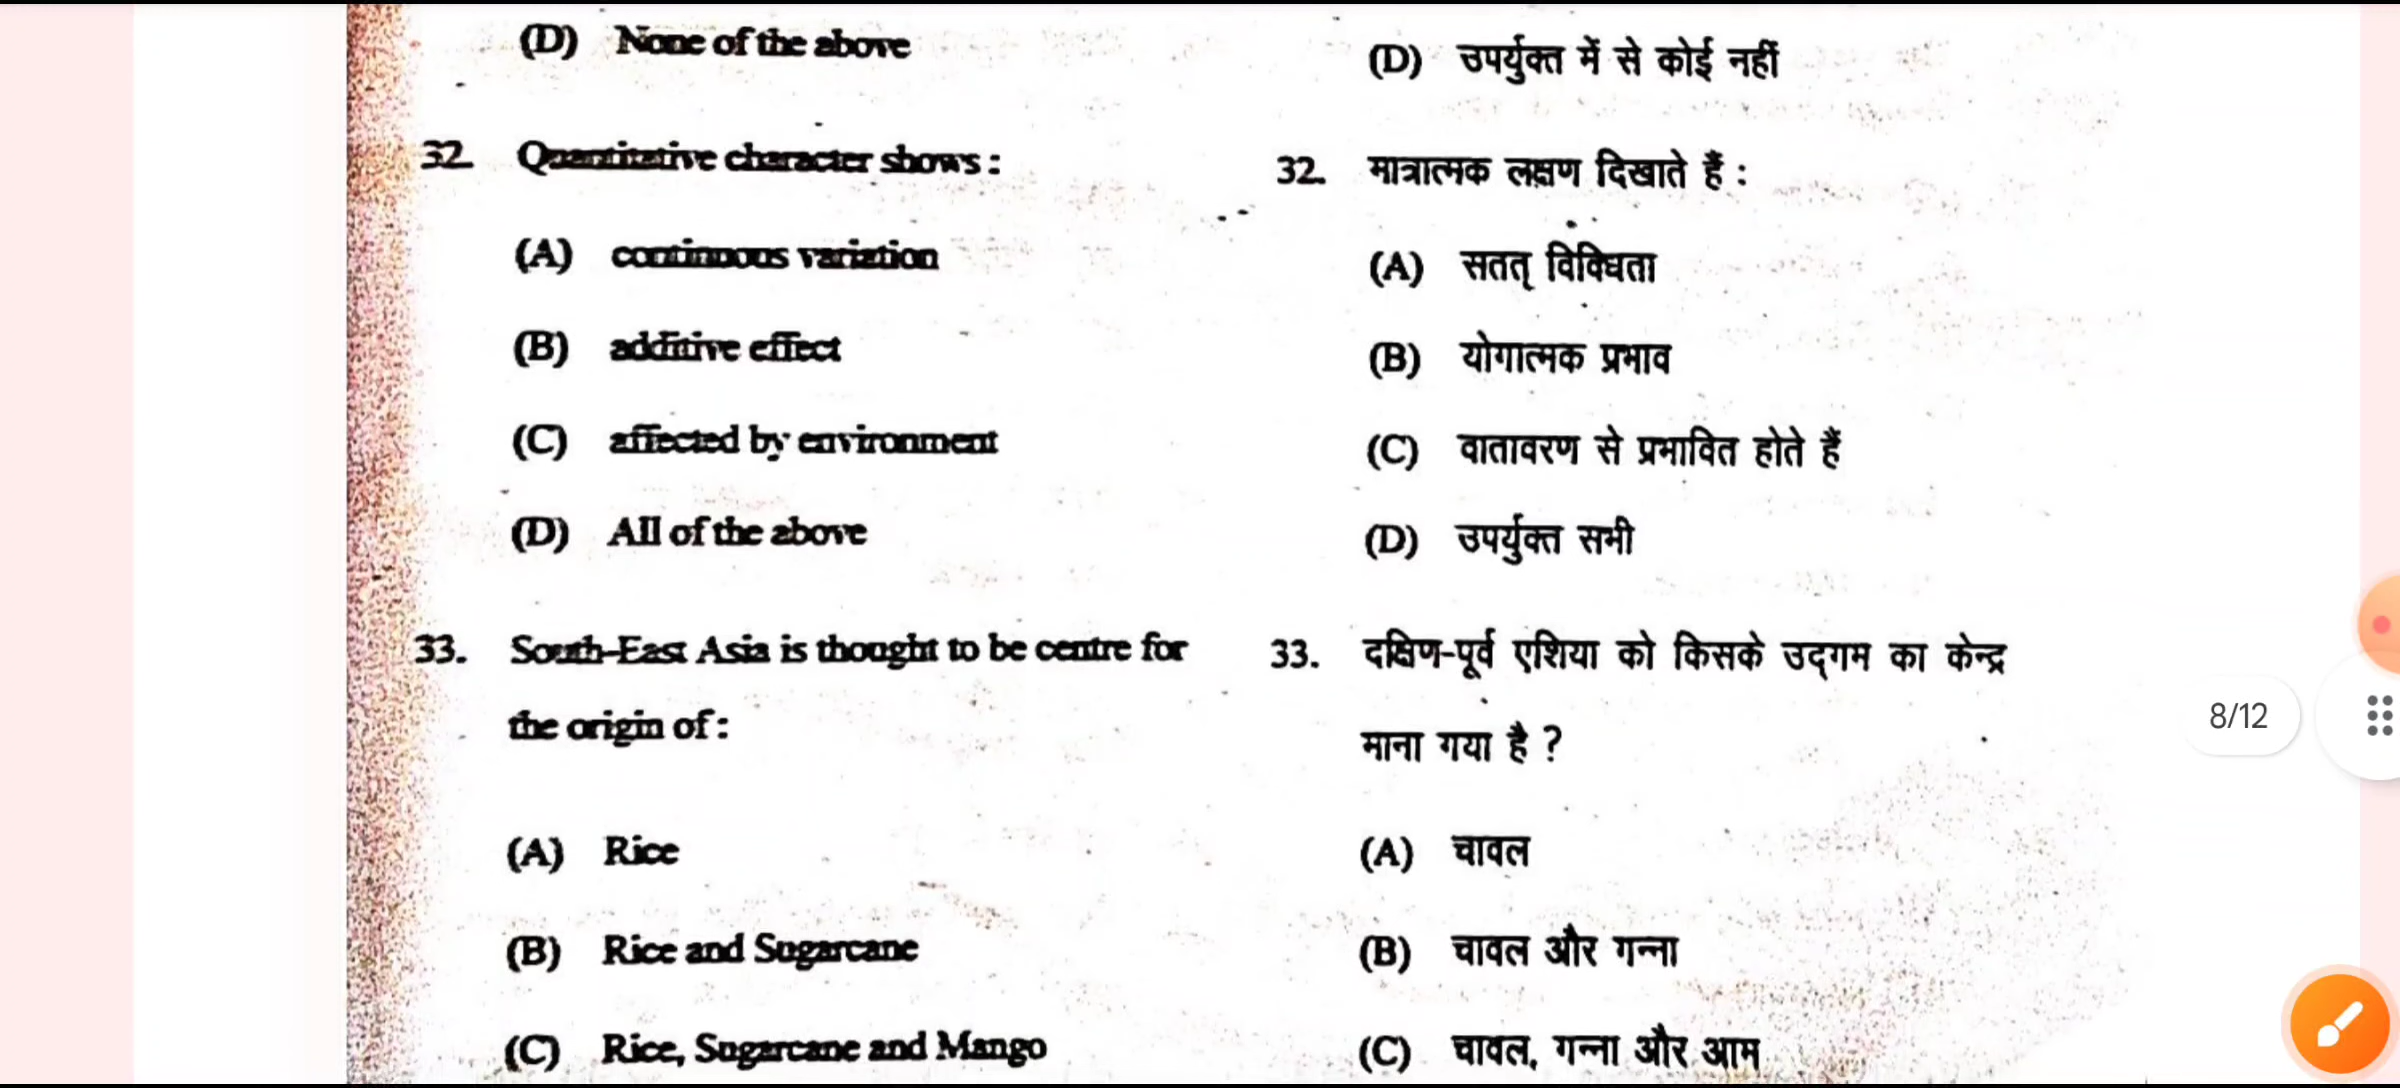 (D) None of the above
32. Quantitative character shows :
(A) continuous variation
(B) additive effect
(C) affected by environment
(D) All of the above
33. South-East Asia is thought to be centre for
the origin of :
(A) Rice
(B) Rice and Sugarcane
(C) Rice, Sugarcane and Mango
(D) उपर्युक्त में से कोई नहीं
32. मात्रात्मक लक्षण दिखाते हैं :
(A) सतत् विविधता
(B) योगात्मक प्रभाव
(C) वातावरण से प्रभावित होते हैं
(D) उपर्युक्त सभी
33. दक्षिण-पूर्व एशिया को किसके उद्गम का केन्द्र
माना गया है ?
(A) चावल
(B) चावल और गन्ना
(C) चावल, गन्ना और आम
8/12